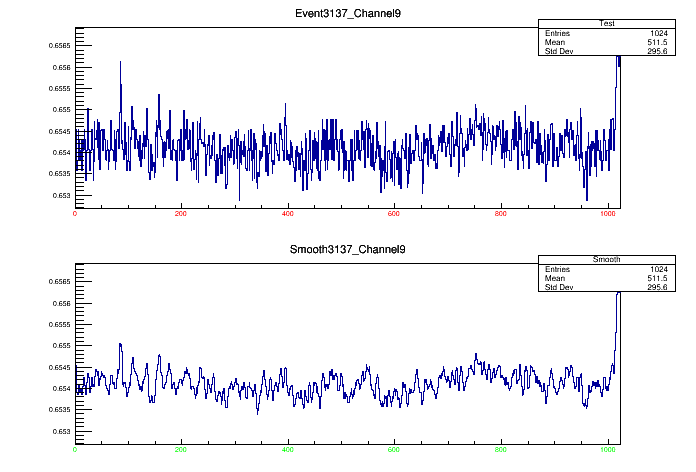 Event3137_Channel9
Test
Entries 1024
Mean 511.5
Std Dev 295.6
0.6565
0.656
0.6555
0.655
0.6545
0.654
0.6535
0.653
0 200 400 600 800 1000
Smooth3137_Channel9
Smooth
Entries 1024
Mean 511.5
Std Dev 295.6
0.6565
0.656
0.6555
0.655
0.6545
0.654
0.6535
0.653
0 200 400 600 800 1000